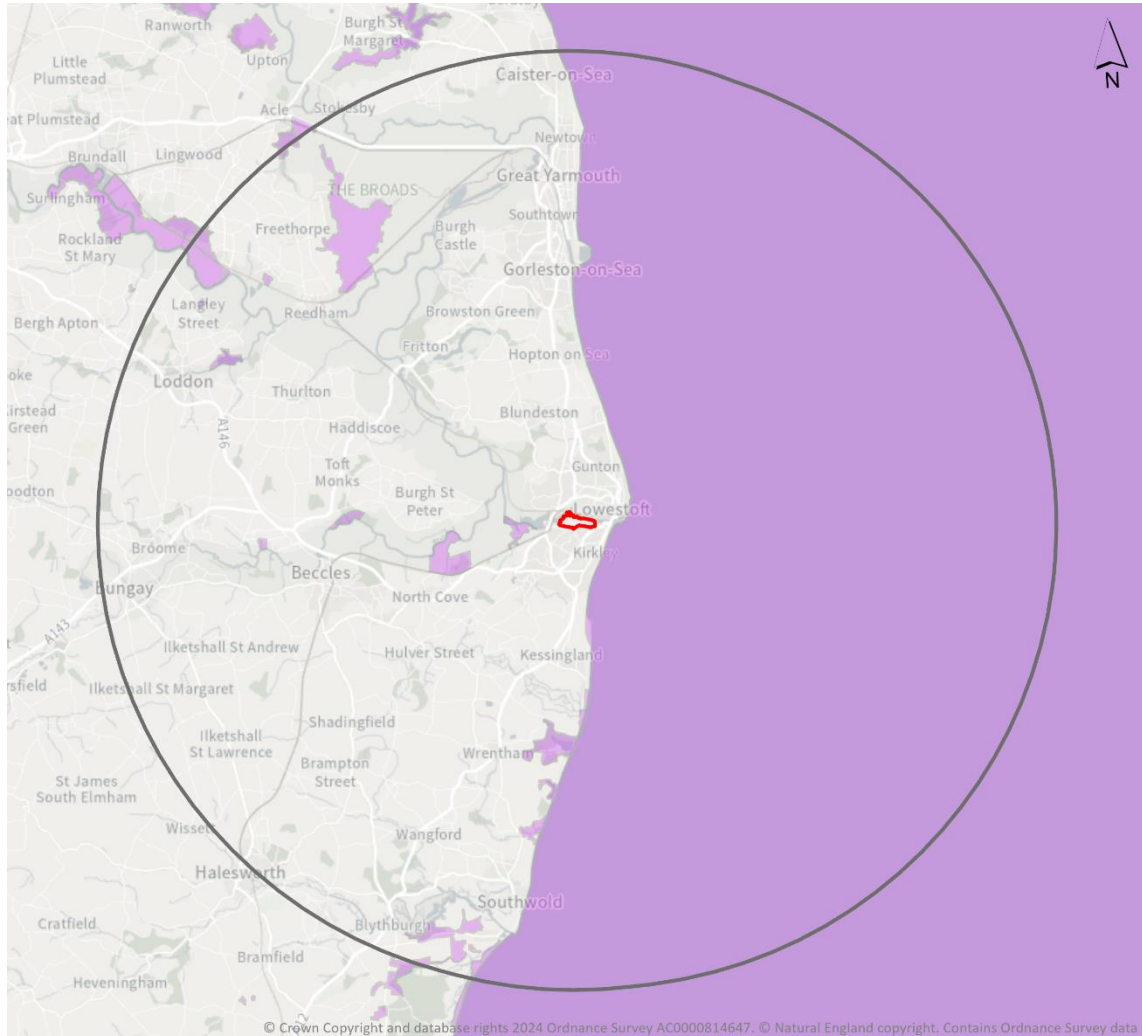 Ranworth
Burgh St
Margaret
Upton
Little
Plumstead
Caister-on-Sea
Acle
Stokesby
eat Plumstead
Newtown
Brundall
Lingwood
Great Yarmouth
THE BROADS
Surlingham
Southtown
Freethorpe
Burgh
Castle
Rockland
St Mary
Gorleston-on-Sea
Langley
Street
Reedham
Browston Green
Bergh Apton
Fritton
Hopton on Sea
Loddon
Thurlton
Blundeston
Kirstead
Green
A146
Haddiscoe
Toft
Monks
Gunton
Burgh St
Peter
Lowestoft
Broome
Kirkley
Beccles
Bungay
North Cove
A143
Ilketshall St Andrew
Hulver Street
Kessingland
Ilketshall St Margaret
Shadingfield
Ilketshall
St Lawrence
Wrentham
Brampton
Street
St James
South Elmham
Wissett
Wangford
Halesworth
Southwold
Cratfield
Blythburgh
Bramfield
Heveningham
N
© Crown Copyright and database rights 2024 Ordnance Survey AC0000814647. © Natural England copyright. Contains Ordnance Survey data